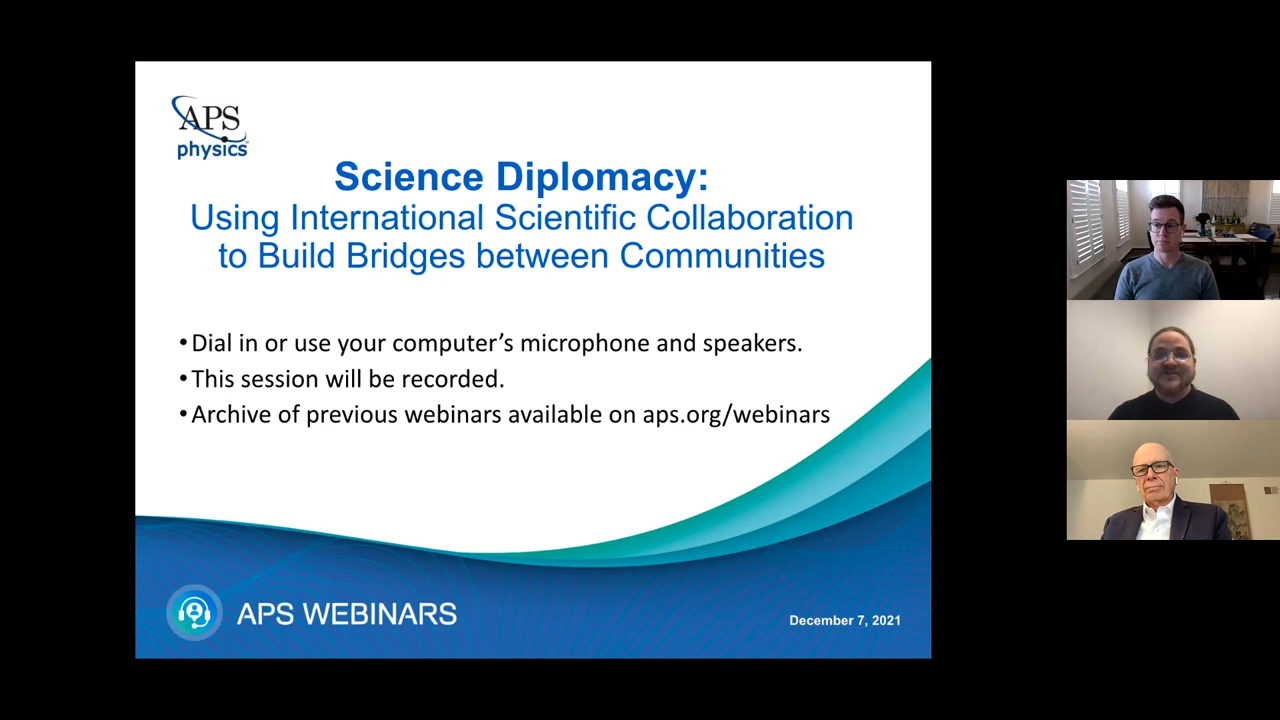 APS
physics
Science Diplomacy:
Using International Scientific Collaboration
to Build Bridges between Communities
•Dial in or use your computer’s microphone and speakers.
•This session will be recorded.
•Archive of previous webinars available on aps.org/webinars
APS WEBINARS
December 7, 2021